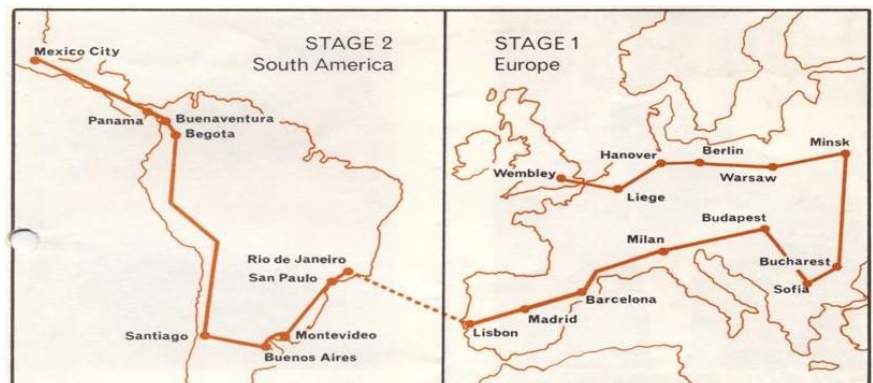 STAGE 2
South America
Mexico City
Panama
Buenaventura
Begota
Rio de Janeiro
San Paulo
Santiago
Montevideo
Buenos Aires
STAGE 1
Europe
Wembley
Liege
Hanover
Berlin
Warsaw
Minsk
Budapest
Bucharest
Sofia
Milan
Barcelona
Madrid
Lisbon